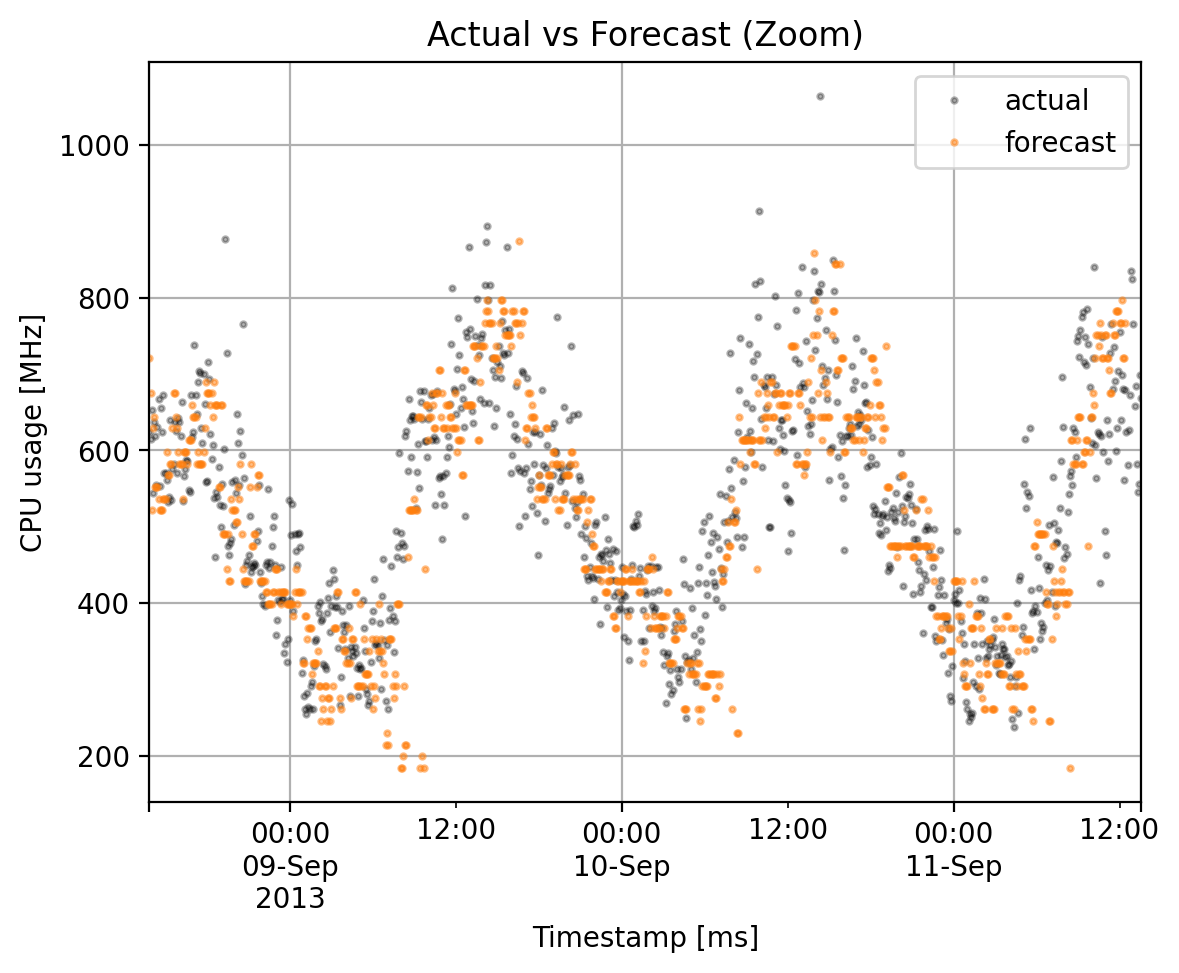 Actual vs Forecast (Zoom)
actual
forecast
1000
800
600
400
200
CPU usage [MHz]
00:00 12:00 00:00 12:00 00:00 12:00
09-Sep 10-Sep 11-Sep
2013
Timestamp [ms]